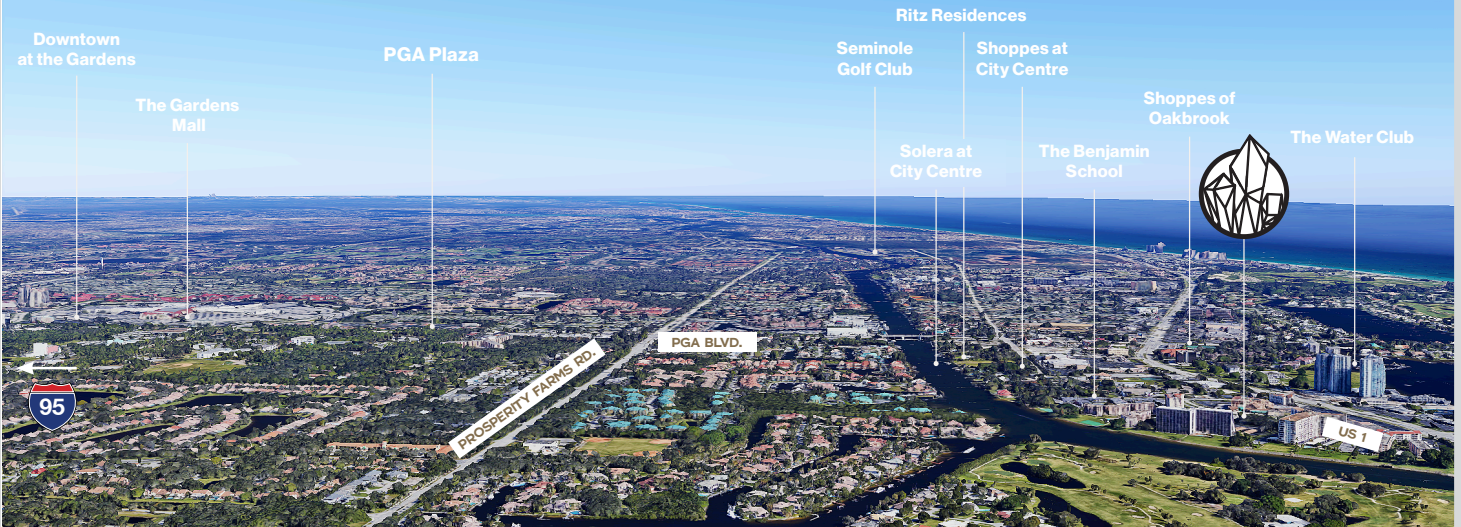 Downtown
at the Gardens
The Gardens
Mall
PGA Plaza
Seminole
Golf Club
Ritz Residences
Shoppes at
City Centre
Solera at
City Centre
The Benjamin
School
Shoppes of
Oakbrook
The Water Club
PGA BLVD.
PROSPERITY FARMS RD.
95
US 1